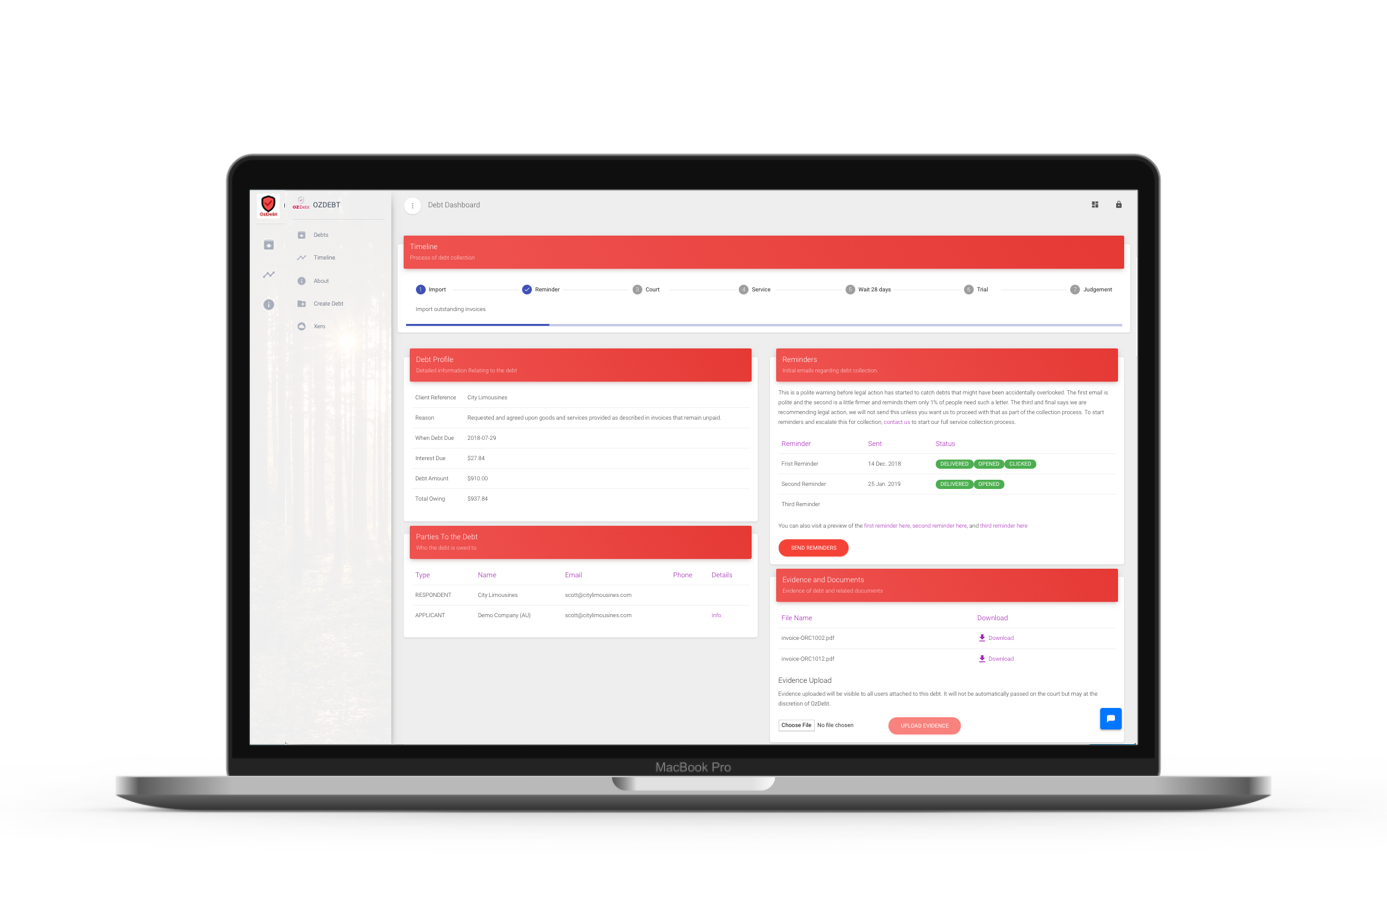 OzDebt
OZDebt
OZDEBT
Debts
Timeline
About
Create Debt
Xero
Debt Dashboard
Timeline
Process of debt collection
1 Import
Reminder
3 Court
4 Service
5 Wait 28 days
6 Trial
7 Judgement
Import outstanding invoices
Debt Profile
Detailed information Relating to the debt
Client Reference City Limousines
Reason Requested and agreed upon goods and services provided as described in invoices that remain unpaid.
When Debt Due 2018-07-29
Interest Due $27.84
Debt Amount $910.00
Total Owing $937.84
Parties To the Debt
Who the debt is owed to.
Type Name Email Phone Details
RESPONDENT City Limousines scott@citylimousines.com
APPLICANT Demo Company (AU) scott@citylimousines.com info
Reminders
Initial emails regarding debt collection
This is a polite warning before legal action has started to catch debts that might have been accidentally overlooked. The first email is
polite and the second is a little firmer and reminds them only 1% of people need such a letter. The third and final says we are
recommending legal action, we will not send this unless you want us to proceed with that as part of the collection process. To start
reminders and escalate this for collection, contact us to start our full service collection process.
Reminder Sent Status
Frist Reminder 14 Dec. 2018 DELIVERED OPENED CLICKED
Second Reminder 25 Jan. 2019 DELIVERED OPENED
Third Reminder
You can also visit a preview of the first reminder here, second reminder here, and third reminder here
SEND REMINDERS
Evidence and Documents
Evidence of debt and related documents
File Name Download
invoice-ORC1002.pdf Download
invoice-ORC1012.pdf Download
Evidence Upload
Evidence uploaded will be visible to all users attached to this debt. It will not be automatically passed on the court but may at the
discretion of OzDebt.
Choose File No file chosen UPLOAD EVIDENCE
MacBook Pro